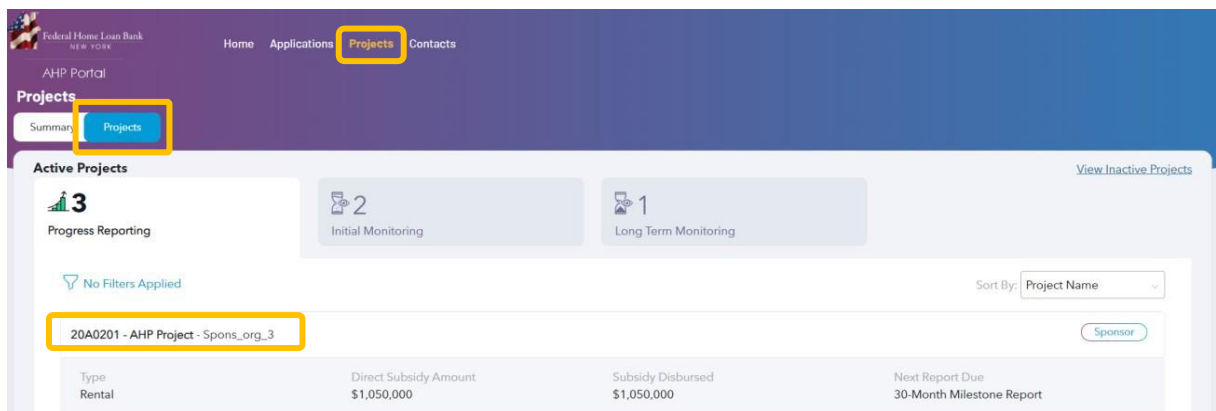 Federal Home Loan Bank
NEW YORK
Home Applications Projects Contacts
AHP Portal
Projects
Summary Projects
Active Projects
View Inactive Projects
3
Progress Reporting
2
Initial Monitoring
1
Long Term Monitoring
No Filters Applied
Sort By: Project Name
20A0201 - AHP Project - Spons_org_3
Sponsor
Type
Rental
Direct Subsidy Amount
$1,050,000
Subsidy Disbursed
$1,050,000
Next Report Due
30-Month Milestone Report